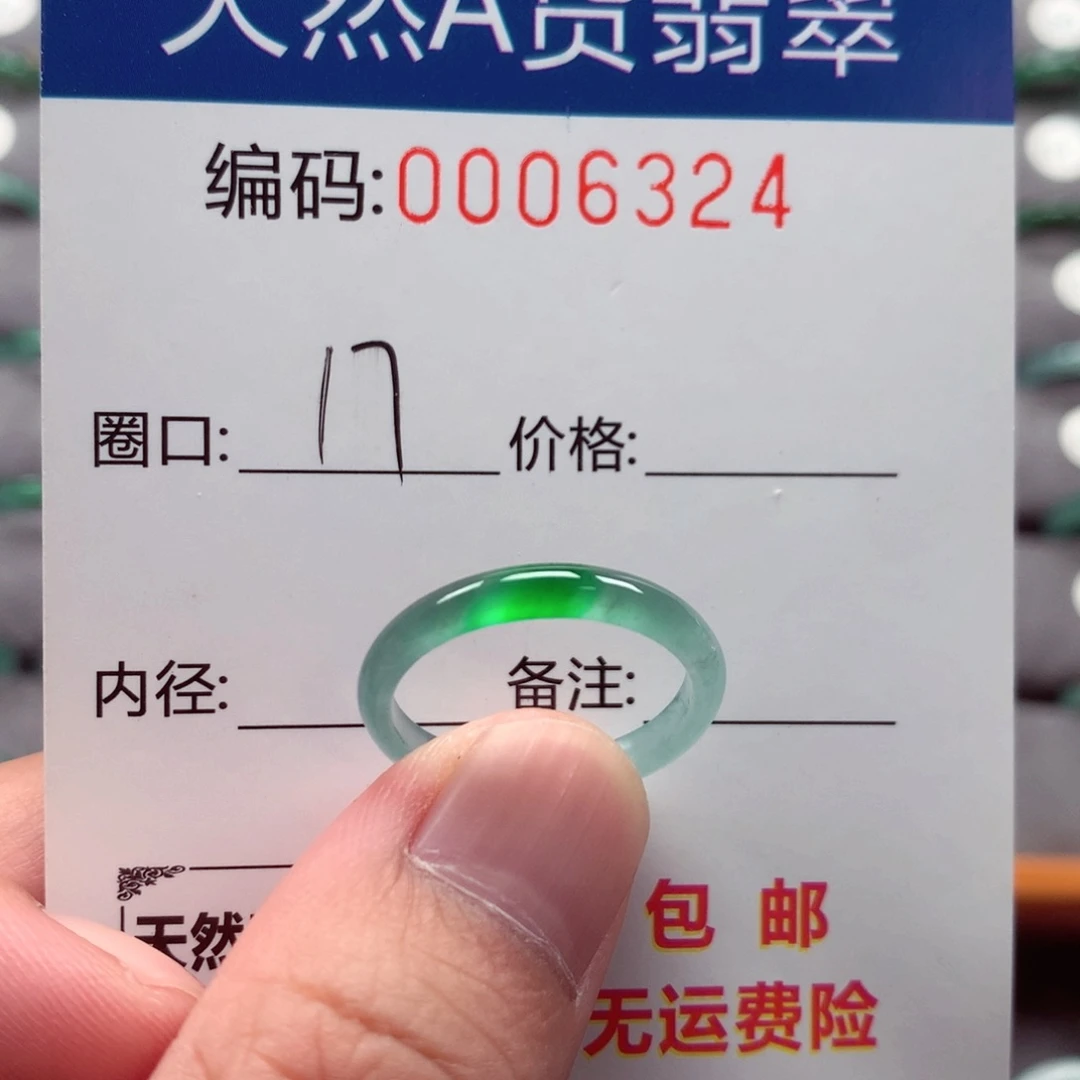 天然A货翡翠
编码:0006324
圈口: 17 价格:
内径: 备注:
天然
包邮
无运费险